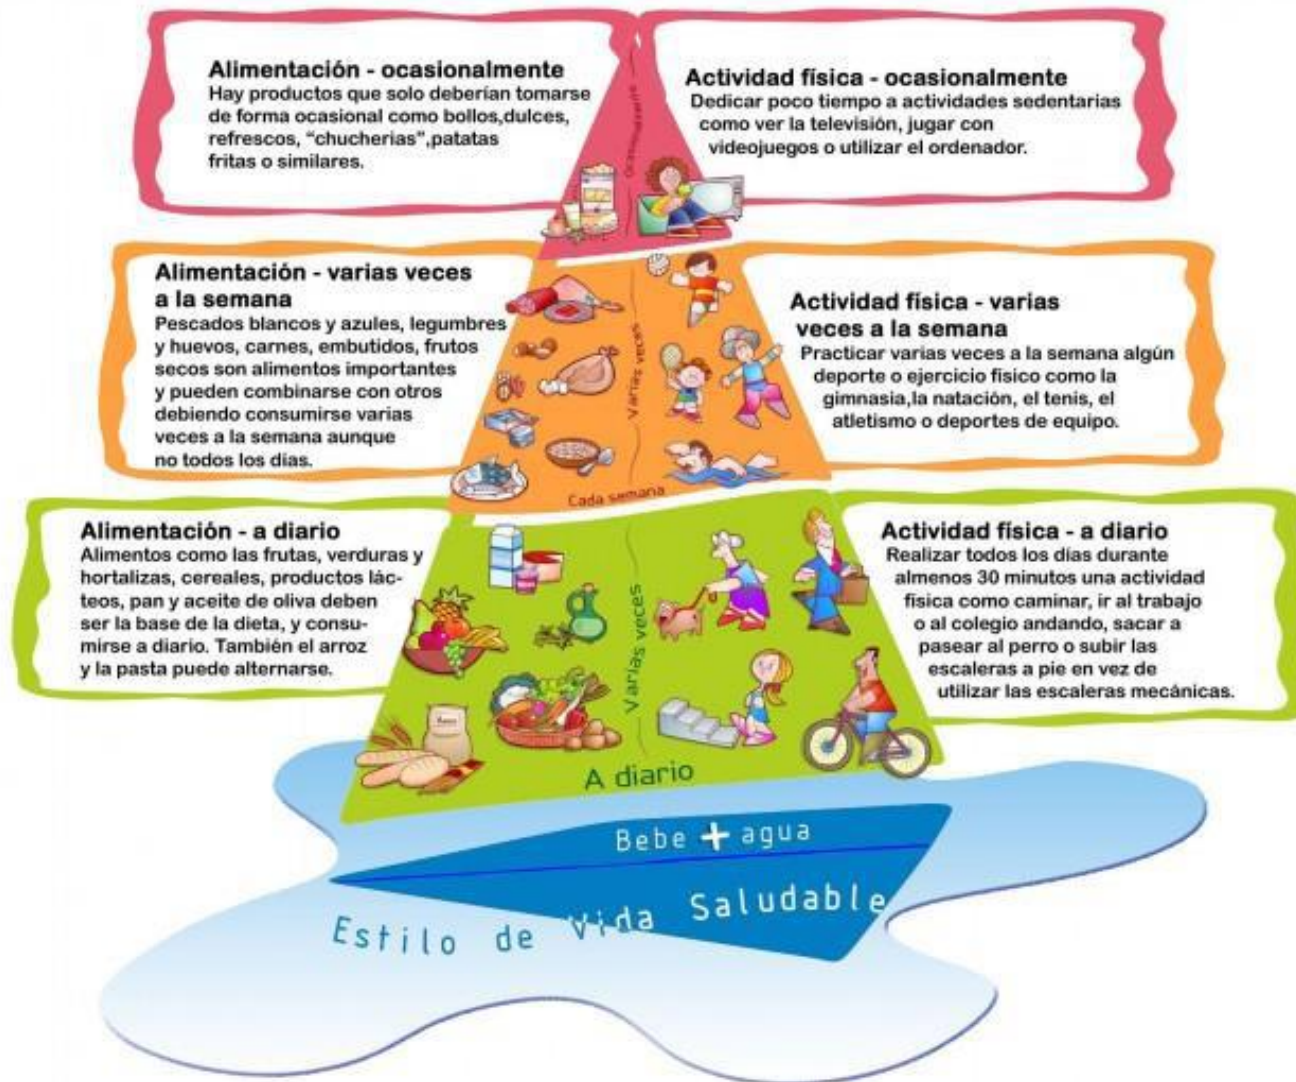 Alimentación - ocasionalmente
Hay productos que solo deberían tomarse
de forma ocasional como bollos,dulces,
refrescos, “chucherias”,patatas
fritas o similares.
Ocasionalmente
Actividad física - ocasionalmente
Dedicar poco tiempo a actividades sedentarias
como ver la televisión, jugar con
videojuegos o utilizar el ordenador.
Alimentación - varias veces
a la semana
Pescados blancos y azules, legumbres
y huevos, carnes, embutidos, frutos
secos son alimentos importantes
y pueden combinarse con otros
debiendo consumirse varias
veces a la semana aunque
no todos los días.
Varias veces
Cada semana
Actividad física - varias
veces a la semana
Practicar varias veces a la semana algún
deporte o ejercicio físico como la
gimnasia,la natación, el tenis, el
atletismo o deportes de equipo.
Alimentación - a diario
Alimentos como las frutas, verduras y
hortalizas, cereales, productos lác-
teos, pan y aceite de oliva deben
ser la base de la dieta, y consu-
mirse a diario. También el arroz
y la pasta puede alternarse.
Varias veces
A diario
Actividad física - a diario
Realizar todos los días durante
almenos 30 minutos una actividad
física como caminar, ir al trabajo
o al colegio andando, sacar a
pasear al perro o subir las
escaleras a pie en vez de
utilizar las escaleras mecánicas.
Bebe + agua
Estilo de Vida Saludable